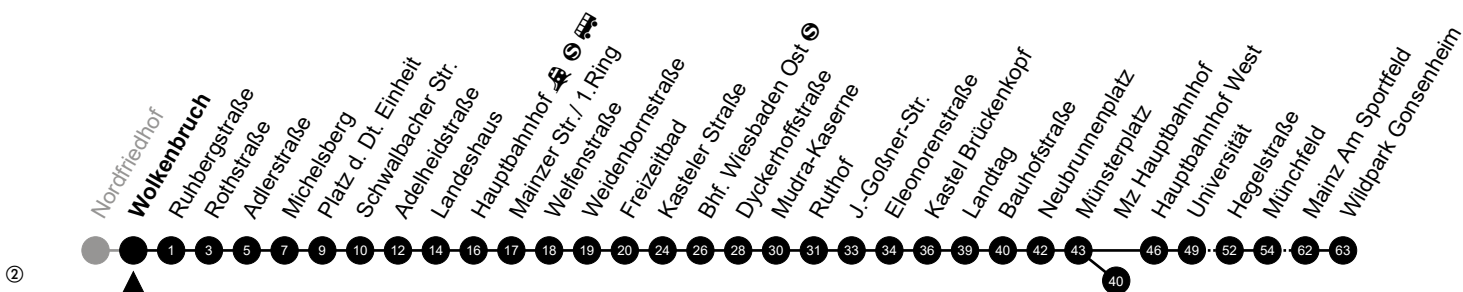 Nordfriedhof
Wolkenbruch
Ruhbergstraße
Rothstraße
Adlerstraße
Michelsberg
Platz d. Dt. Einheit
Schwalbacher Str.
Adelheidstraße
Landeshaus
Hauptbahnhof S
Mainzer Str./ 1.Ring
Welfenstraße
Weidenbornstraße
Freizeitbad
Kasteler Straße
Bhf. Wiesbaden Ost S
Dyckerhoffstraße
Mudra-Kaserne
Ruthof
J.-Goßner-Str.
Eleonorenstraße
Kastel Brückenkopf
Landtag
Bauhofstraße
Neubrunnenplatz
Münsterplatz
Mz Hauptbahnhof
Hauptbahnhof West
Universität
Hegelstraße
Münchfeld
Mainz Am Sportfeld
Wildpark Gonsenheim
1 3 5 7 9 10 12 14 16 17 18 19 20 24 26 28 30 31 33 34 36 39 40 42 43 46 49 52 54 62 63
② 40